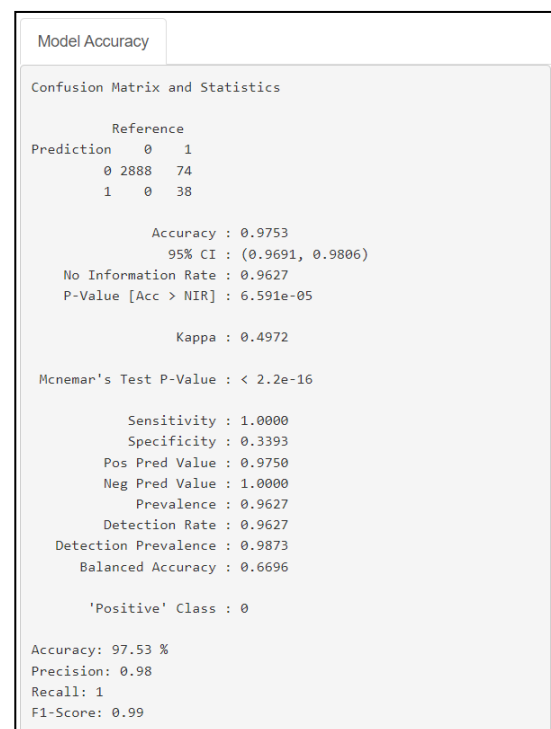 Model Accuracy
Confusion Matrix and Statistics
Reference
Prediction 0 1
0 2888 74
1 0 38
Accuracy : 0.9753
95% CI : (0.9691, 0.9806)
No Information Rate : 0.9627
P-Value [Acc > NIR] : 6.591e-05
Kappa : 0.4972
Mcnemar's Test P-Value : < 2.2e-16
Sensitivity : 1.0000
Specificity : 0.3393
Pos Pred Value : 0.9750
Neg Pred Value : 1.0000
Prevalence : 0.9627
Detection Rate : 0.9627
Detection Prevalence : 0.9873
Balanced Accuracy : 0.6696
'Positive' Class : 0
Accuracy: 97.53 %
Precision: 0.98
Recall: 1
F1-Score: 0.99